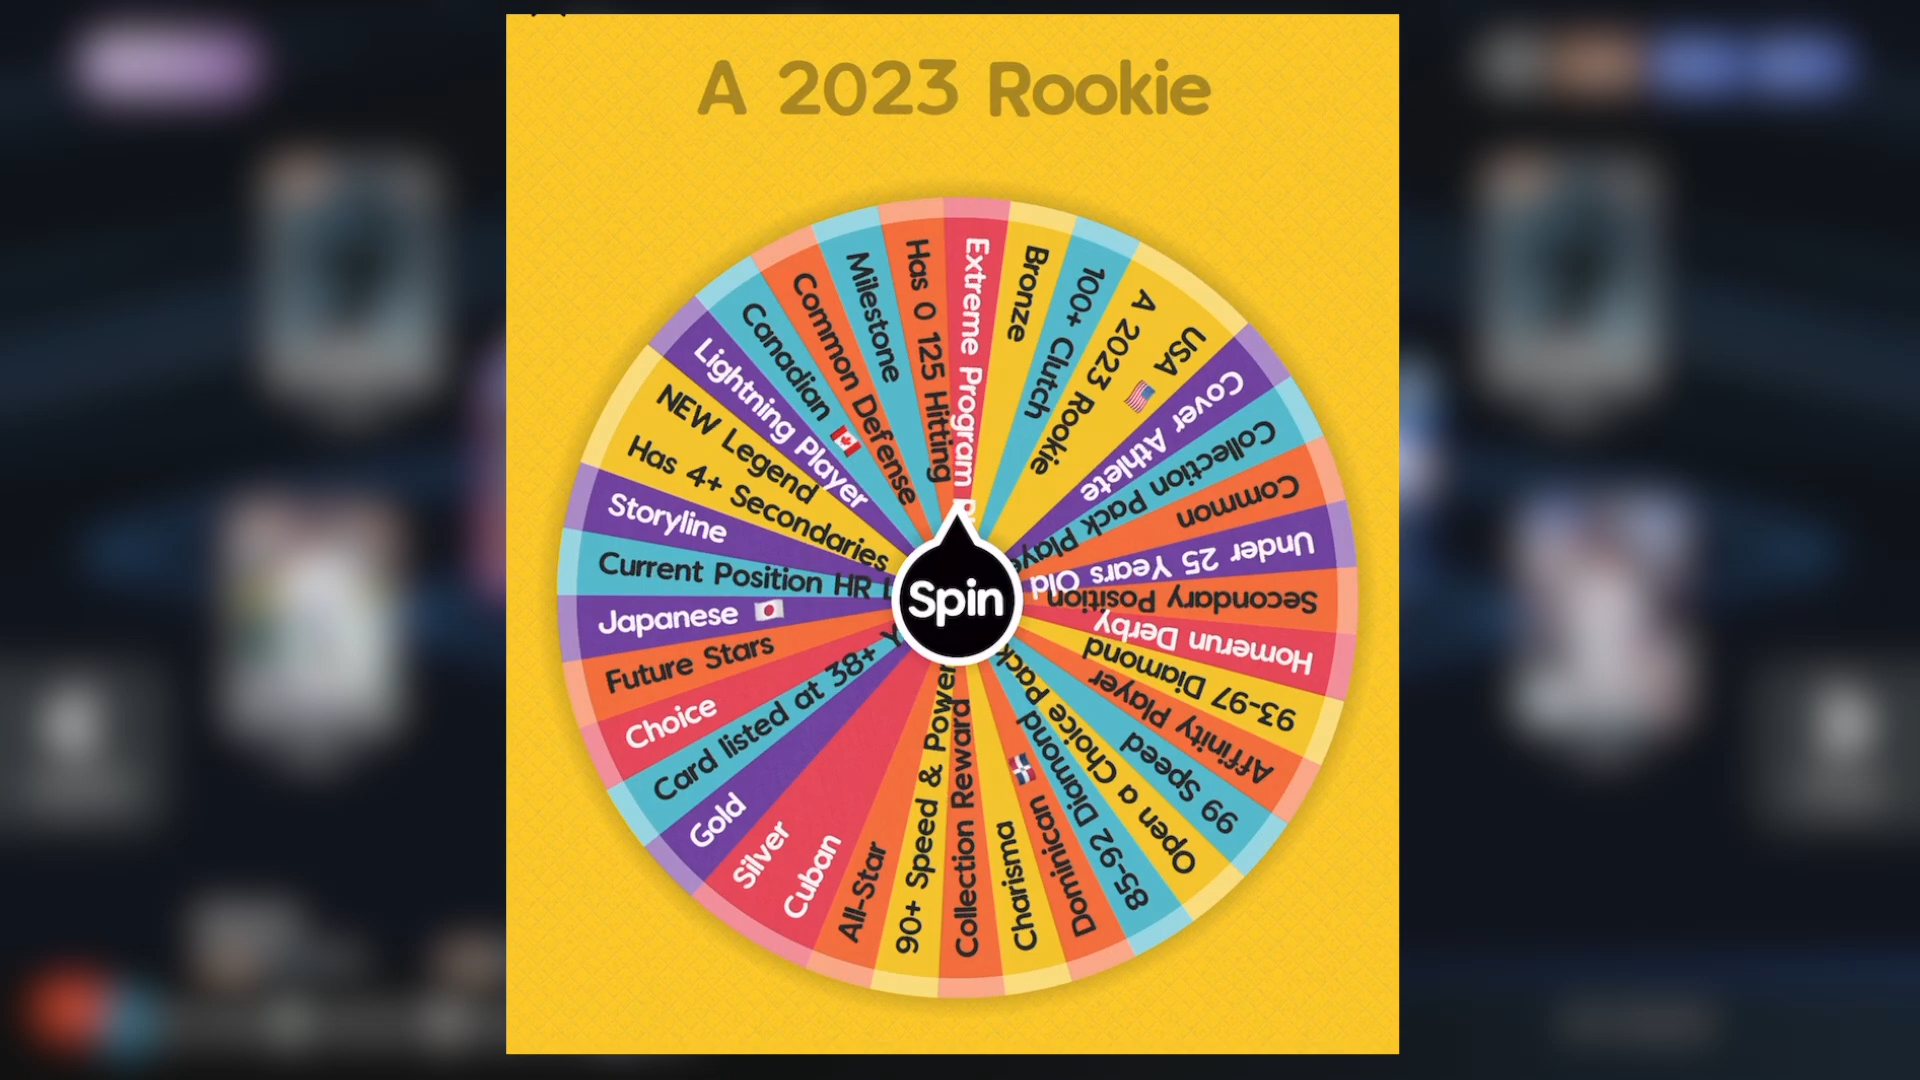 A 2023 Rookie
Extreme Program
Bronze
100+ Clutch
A 2023 Rookie
USA 🇺🇸
Cover Athlete
Collection Pack Playe
Common
Under 25 Years Old
Secondary Position
Homerun Derby
93-97 Diamond
Affinity Player
99 Speed
Open a Choice Pack
85-92 Diamond
Dominican 🇩🇴
Charisma
Collection Reward
90+ Speed & Power
All-Star
Cuban
Silver
Gold
Card listed at 38+
Choice
Future Stars
Japanese 🇯🇵
Current Position HR
Storyline
Has 4+ Secondaries
NEW Legend
Lightning Player
Canadian 🇨🇦
Common Defense
Milestone
Has 0 125 Hitting
Spin